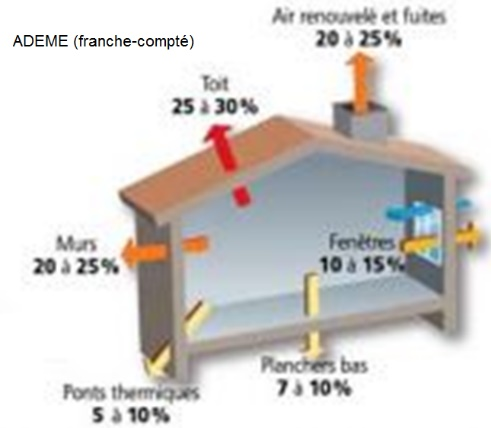 Air renouvelé et fuites
20 à 25%
ADEME (franche-compté)
Toit
25 à 30%
Murs
20 à 25%
Fenêtres
10 à 15%
Planchers bas
7 à 10%
Ponts thermiques
5 à 10%